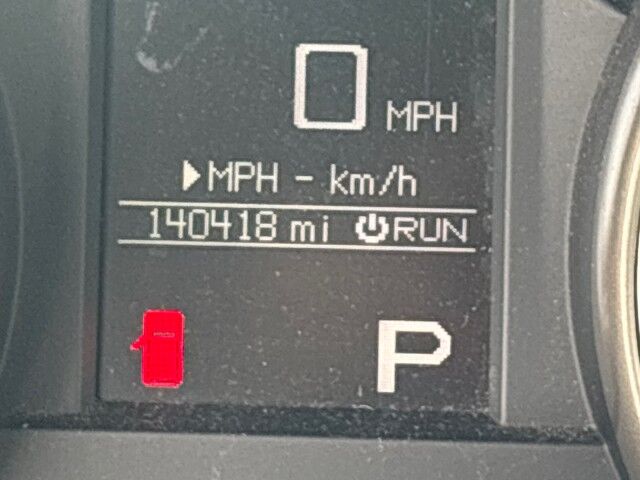 0 MPH
▶MPH - km/h
140418 mi RUN
P